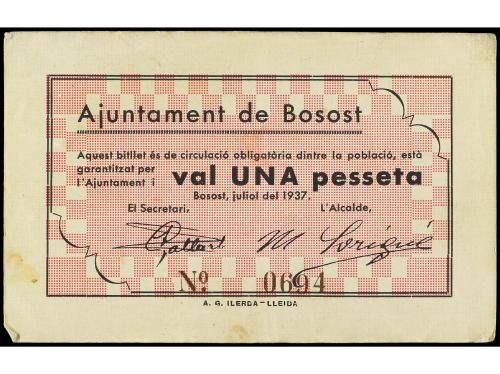 Ajuntament de Bosost
Aquest bitllet és de circulació obligatòria dintre la població, està
garantitzat per
l'Ajuntament i val UNA pesseta
Bosost, juliol del 1937.
El Secretari, L'Alcalde,
Nº 0694
A. G. ILERDA-LLEIDA